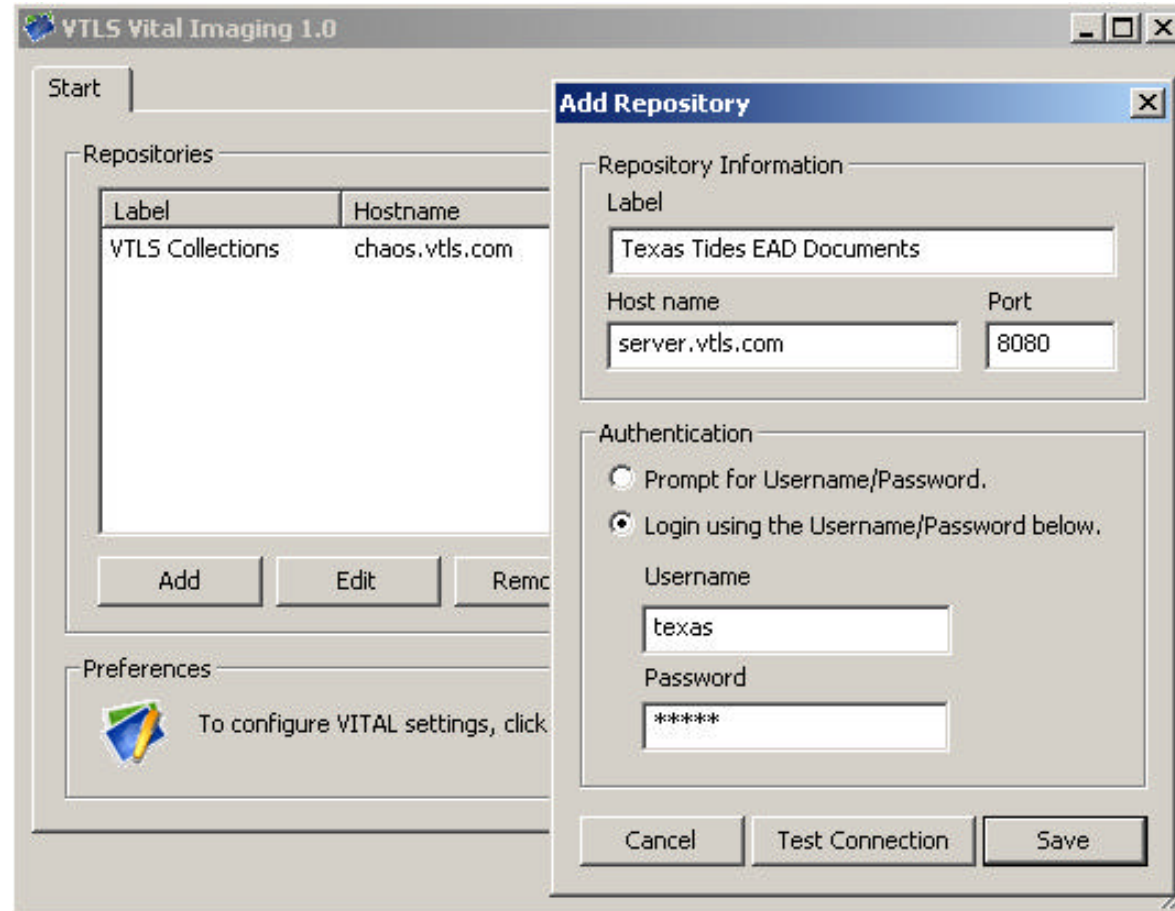 VTLS Vital Imaging 1.0
Start
Repositories
Label Hostname
VTLS Collections chaos.vtls.com
Add Edit
Preferences
To configure VITAL settings, click
Add Repository
Repository Information
Label
Texas Tides EAD Documents
Host name Port
server.vtls.com 8080
Authentication
Prompt for Username/Password.
Login using the Username/Password below.
Username
texas
Password
*****
Cancel Test Connection Save